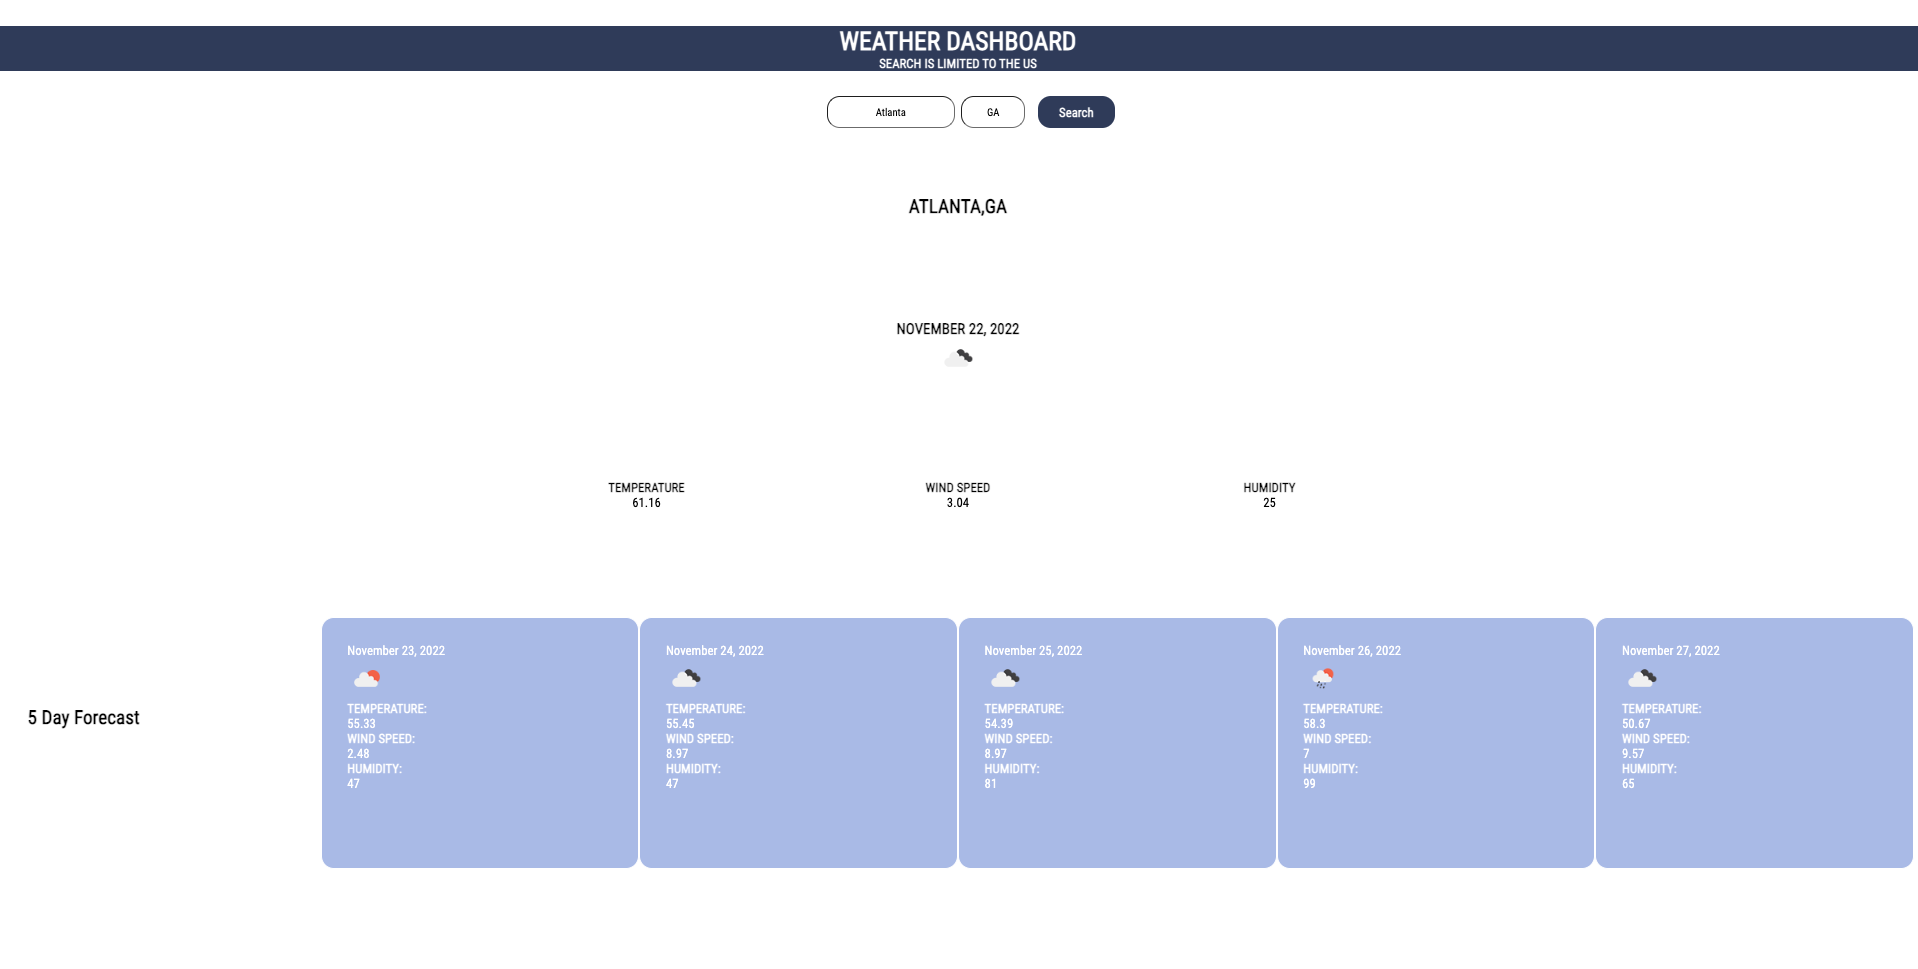 WEATHER DASHBOARD
SEARCH IS LIMITED TO THE US
Atlanta
GA
Search
ATLANTA,GA
NOVEMBER 22, 2022
TEMPERATURE
61.16
WIND SPEED
3.04
HUMIDITY
25
5 Day Forecast
November 23, 2022
TEMPERATURE:
55.33
WIND SPEED:
2.48
HUMIDITY:
47
November 24, 2022
TEMPERATURE:
55.45
WIND SPEED:
8.97
HUMIDITY:
47
November 25, 2022
TEMPERATURE:
54.39
WIND SPEED:
8.97
HUMIDITY:
81
November 26, 2022
TEMPERATURE:
58.3
WIND SPEED:
7
HUMIDITY:
99
November 27, 2022
TEMPERATURE:
50.67
WIND SPEED:
9.57
HUMIDITY:
65